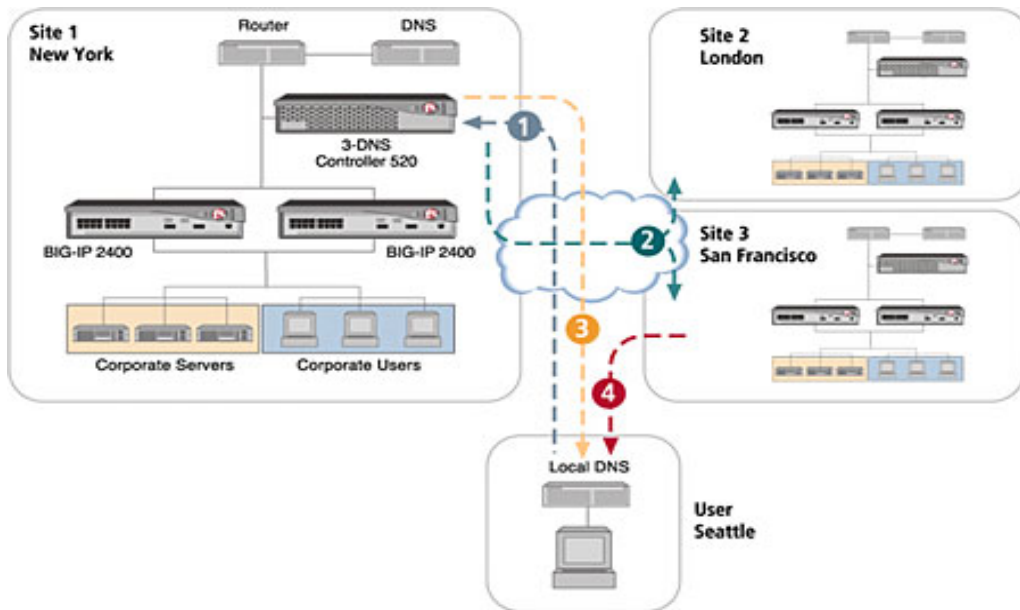 Site 1
New York
Router
DNS
3-DNS
Controller 520
BIG-IP 2400
BIG-IP 2400
Corporate Servers
Corporate Users
1
2
3
4
Site 2
London
Site 3
San Francisco
Local DNS
User
Seattle